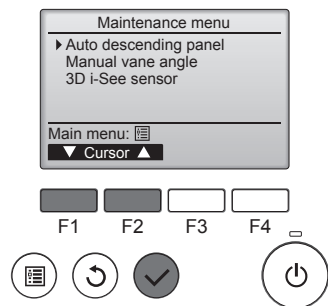 Maintenance menu
Auto descending panel
Manual vane angle
3D i-See sensor
Main menu:
▼ Cursor ▲
F1 F2 F3 F4